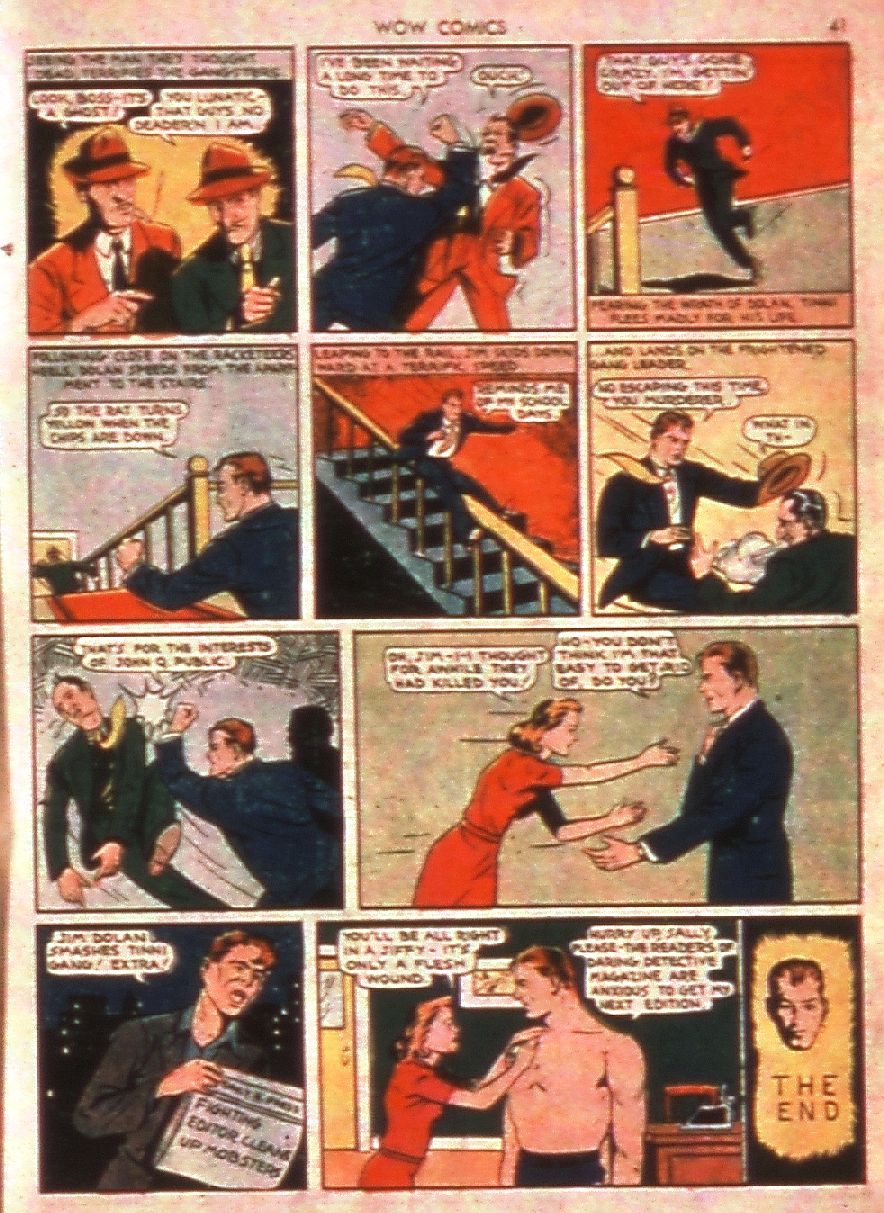 WOW COMICS
41
SEEING THE MAN THEY THOUGHT
DEAD, TERRIFIES THE GANGSTERS.
LOOK, BOSS-IT'S
A GHOST!
YOU LUNATIC-
THAT GUY'S NO
DEADER'N I AM.
I'VE BEEN WAITING
A LONG TIME TO
DO THIS.
OUCH!
THAT GUY'S GONE
CRAZY. I'M GETTIN'
OUT OF HERE!
FEARING THE WRATH OF DOLAN, TINNI
FLEES MADLY FOR HIS LIFE.
FOLLOWING CLOSE ON THE RACKETEERS
HEELS, DOLAN SPEEDS FROM THE APART-
MENT TO THE STAIRS.
SO THE RAT TURNS
YELLOW WHEN THE
CHIPS ARE DOWN.
LEAPING TO THE RAIL, JIM SLIDS DOWN
HARD AT A TERRIFIC SPEED.
REMINDS ME
OF MY SCHOOL
DAYS.
...AND LANDS ON THE FRIGHTENED
GANG LEADER.
NO ESCAPING THIS TIME,
YOU MURDERER.
WHAT IN
TH-
THAT'S FOR THE INTERESTS
OF JOHN Q. PUBLIC.
OH, JIM-I-I THOUGHT
FOR AWHILE THEY
HAD KILLED YOU!
NO-YOU DON'T
THINK I'M THAT
EASY TO GET RID
OF, DO YOU?
JIM DOLAN
SMASHES TINNI
GANG! EXTRA!
FIGHTING
EDITOR CLEANS
UP MOBSTERS
YOU'LL BE ALL RIGHT
IN A JIFFY-IT'S
ONLY A FLESH
WOUND.
HURRY UP, SALLY,
PLEASE-THE READERS OF
DARING DETECTIVE
MAGAZINE ARE
ANXIOUS TO GET MY
NEXT EDITION.
THE
END